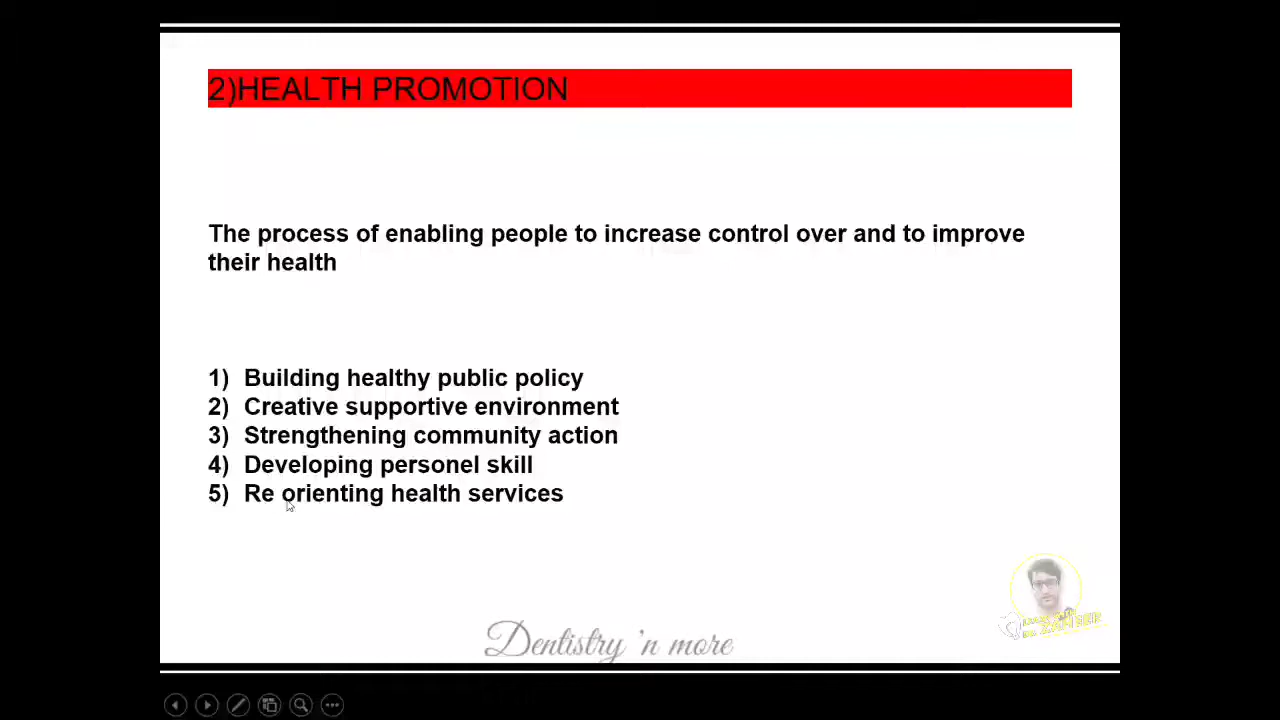 2)HEALTH PROMOTION
The process of enabling people to increase control over and to improve
their health
1) Building healthy public policy
2) Creative supportive environment
3) Strengthening community action
4) Developing personel skill
5) Re orienting health services
Dentistry 'n more